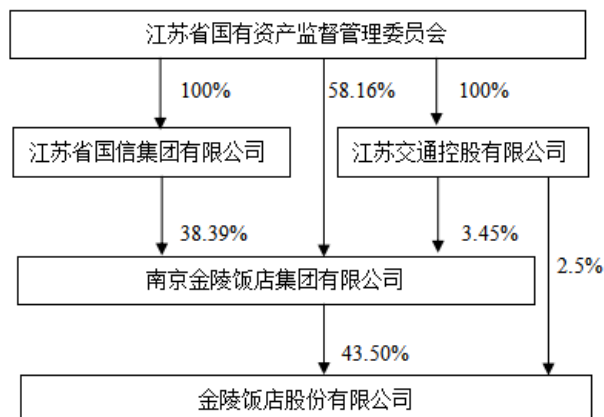 江苏省国有资产监督管理委员会
100%
58.16%
100%
江苏省国信集团有限公司
江苏交通控股有限公司
38.39%
3.45%
2.5%
南京金陵饭店集团有限公司
43.50%
金陵饭店股份有限公司